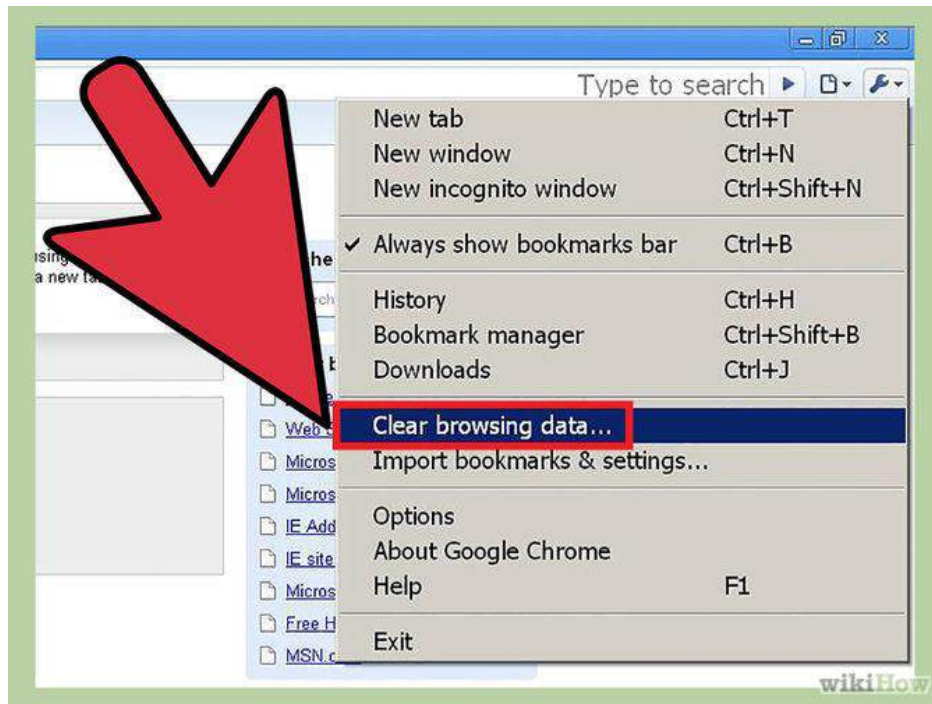 Type to search
New tab Ctrl+T
New window Ctrl+N
New incognito window Ctrl+Shift+N
✓ Always show bookmarks bar Ctrl+B
History Ctrl+H
Bookmark manager Ctrl+Shift+B
Downloads Ctrl+J
Clear browsing data...
Import bookmarks & settings...
Options
About Google Chrome
Help F1
Exit
a new
Web
Micros
Micros
IE Add
IE site
Micros
Free H
MSN
wikiHow